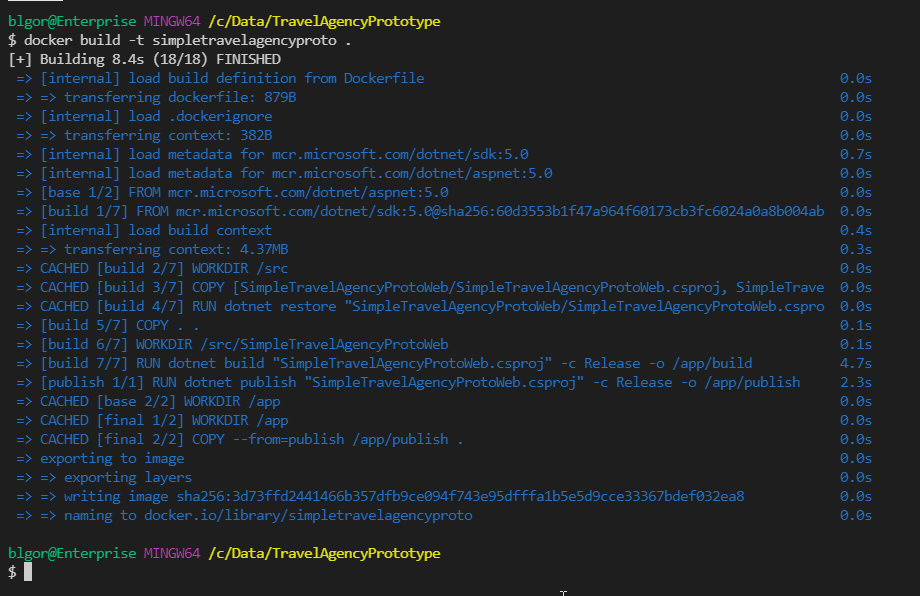 blgor@Enterprise MINGW64 /c/Data/TravelAgencyPrototype
$ docker build -t simpletravelagencyproto .
[+] Building 8.4s (18/18) FINISHED
=> [internal] load build definition from Dockerfile 0.0s
=> => transferring dockerfile: 879B 0.0s
=> [internal] load .dockerignore 0.0s
=> => transferring context: 382B 0.0s
=> [internal] load metadata for mcr.microsoft.com/dotnet/sdk:5.0 0.7s
=> [internal] load metadata for mcr.microsoft.com/dotnet/aspnet:5.0 0.0s
=> [base 1/2] FROM mcr.microsoft.com/dotnet/aspnet:5.0 0.0s
=> [build 1/7] FROM mcr.microsoft.com/dotnet/sdk:5.0@sha256:60d3553b1f47a964f60173cb3fc6024a0a8b004ab 0.0s
=> [internal] load build context 0.4s
=> => transferring context: 4.37MB 0.3s
=> CACHED [build 2/7] WORKDIR /src 0.0s
=> CACHED [build 3/7] COPY [SimpleTravelAgencyProtoWeb/SimpleTravelAgencyProtoWeb.csproj, SimpleTrave 0.0s
=> CACHED [build 4/7] RUN dotnet restore "SimpleTravelAgencyProtoWeb/SimpleTravelAgencyProtoWeb.cspro 0.0s
=> [build 5/7] COPY . . 0.1s
=> [build 6/7] WORKDIR /src/SimpleTravelAgencyProtoWeb 0.1s
=> [build 7/7] RUN dotnet build "SimpleTravelAgencyProtoWeb.csproj" -c Release -o /app/build 4.7s
=> [publish 1/1] RUN dotnet publish "SimpleTravelAgencyProtoWeb.csproj" -c Release -o /app/publish 2.3s
=> CACHED [base 2/2] WORKDIR /app 0.0s
=> CACHED [final 1/2] WORKDIR /app 0.0s
=> CACHED [final 2/2] COPY --from=publish /app/publish . 0.0s
=> exporting to image 0.0s
=> => exporting layers 0.0s
=> => writing image sha256:3d73ffd2441466b357dfb9ce094f743e95dfffa1b5e5d9cce33367bdef032ea8 0.0s
=> => naming to docker.io/library/simpletravelagencyproto 0.0s
blgor@Enterprise MINGW64 /c/Data/TravelAgencyPrototype
$